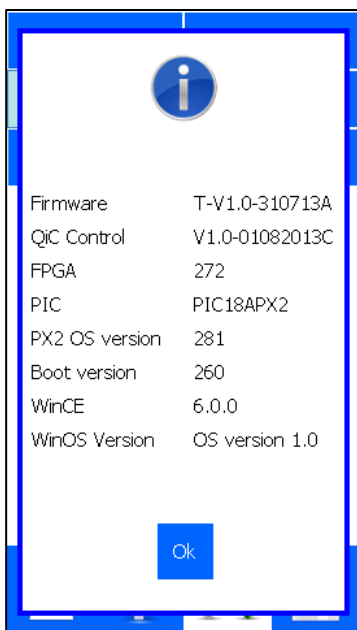 Firmware T-V1.0-310713A
QiC Control V1.0-01082013C
FPGA 272
PIC PIC18APX2
PX2 OS version 281
Boot version 260
WinCE 6.0.0
WinOS Version OS version 1.0
Ok